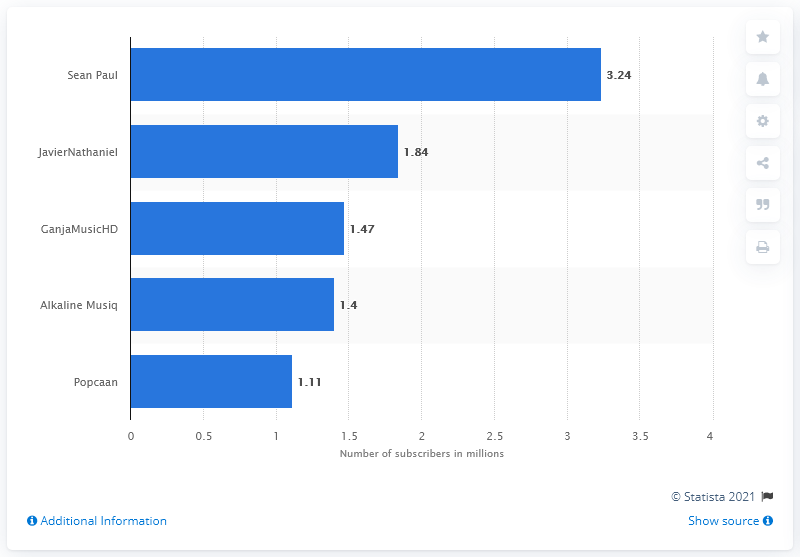 Sean Paul 3.24
JavierNathaniel 1.84
GanjaMusicHD 1.47
Alkaline Musiq 1.4
Popcaan 1.11
0 0.5 1 1.5 2 2.5 3 3.5 4
Number of subscribers in millions
© Statista 2021
Additional Information Show source